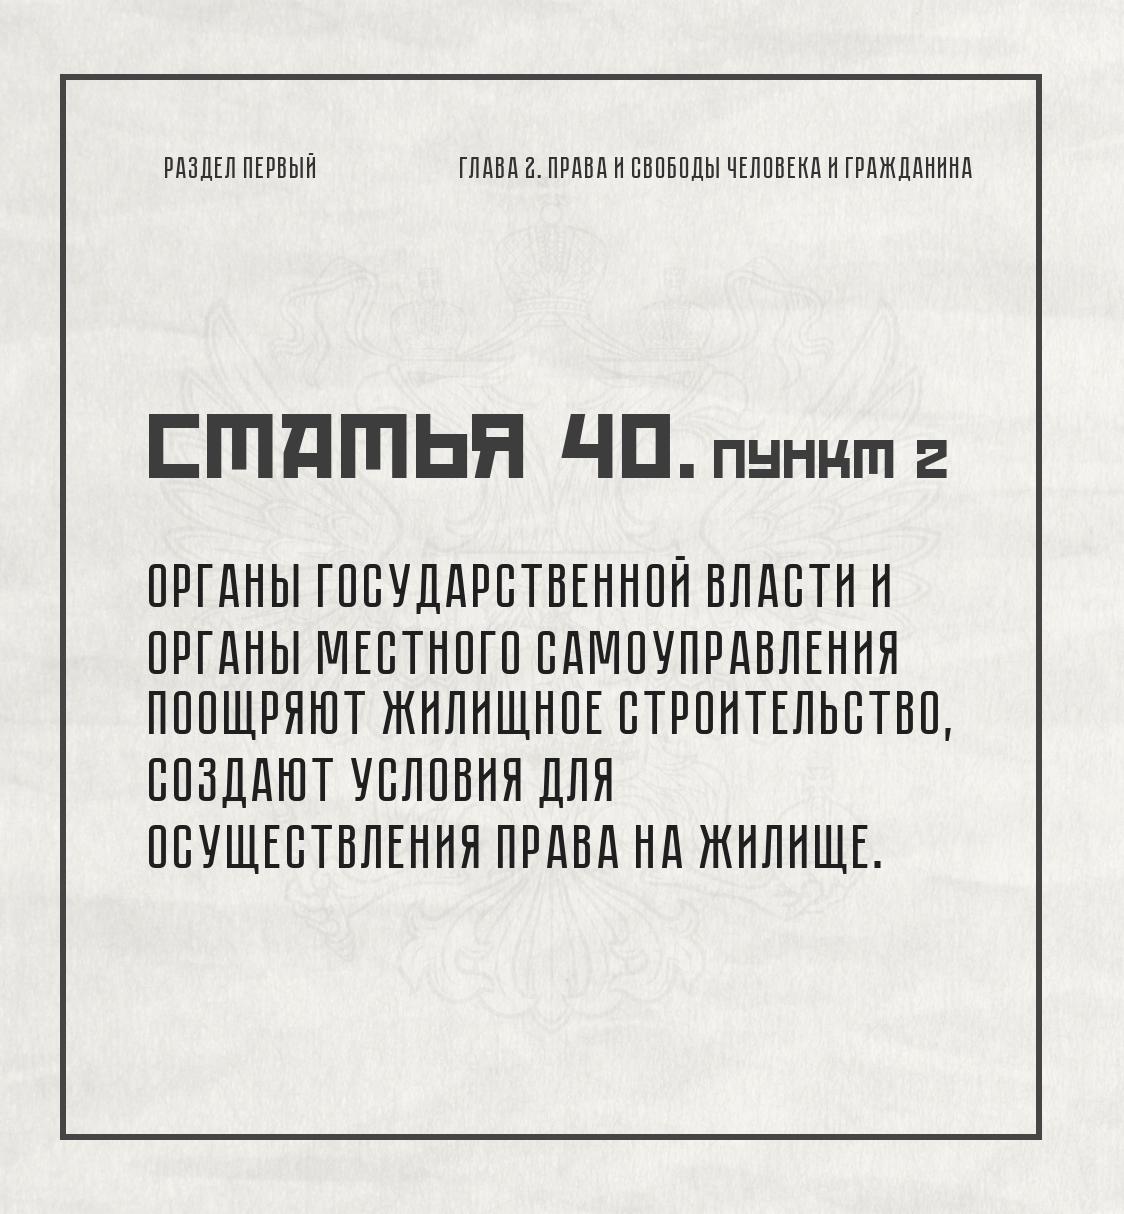 РАЗДЕЛ ПЕРВЫЙ
ГЛАВА 2. ПРАВА И СВОБОДЫ ЧЕЛОВЕКА И ГРАЖДАНИНА
СТАТЬЯ 40. ПУНКТ 2
ОРГАНЫ ГОСУДАРСТВЕННОЙ ВЛАСТИ И
ОРГАНЫ МЕСТНОГО САМОУПРАВЛЕНИЯ
ПООЩРЯЮТ ЖИЛИЩНОЕ СТРОИТЕЛЬСТВО,
СОЗДАЮТ УСЛОВИЯ ДЛЯ
ОСУЩЕСТВЛЕНИЯ ПРАВА НА ЖИЛИЩЕ.